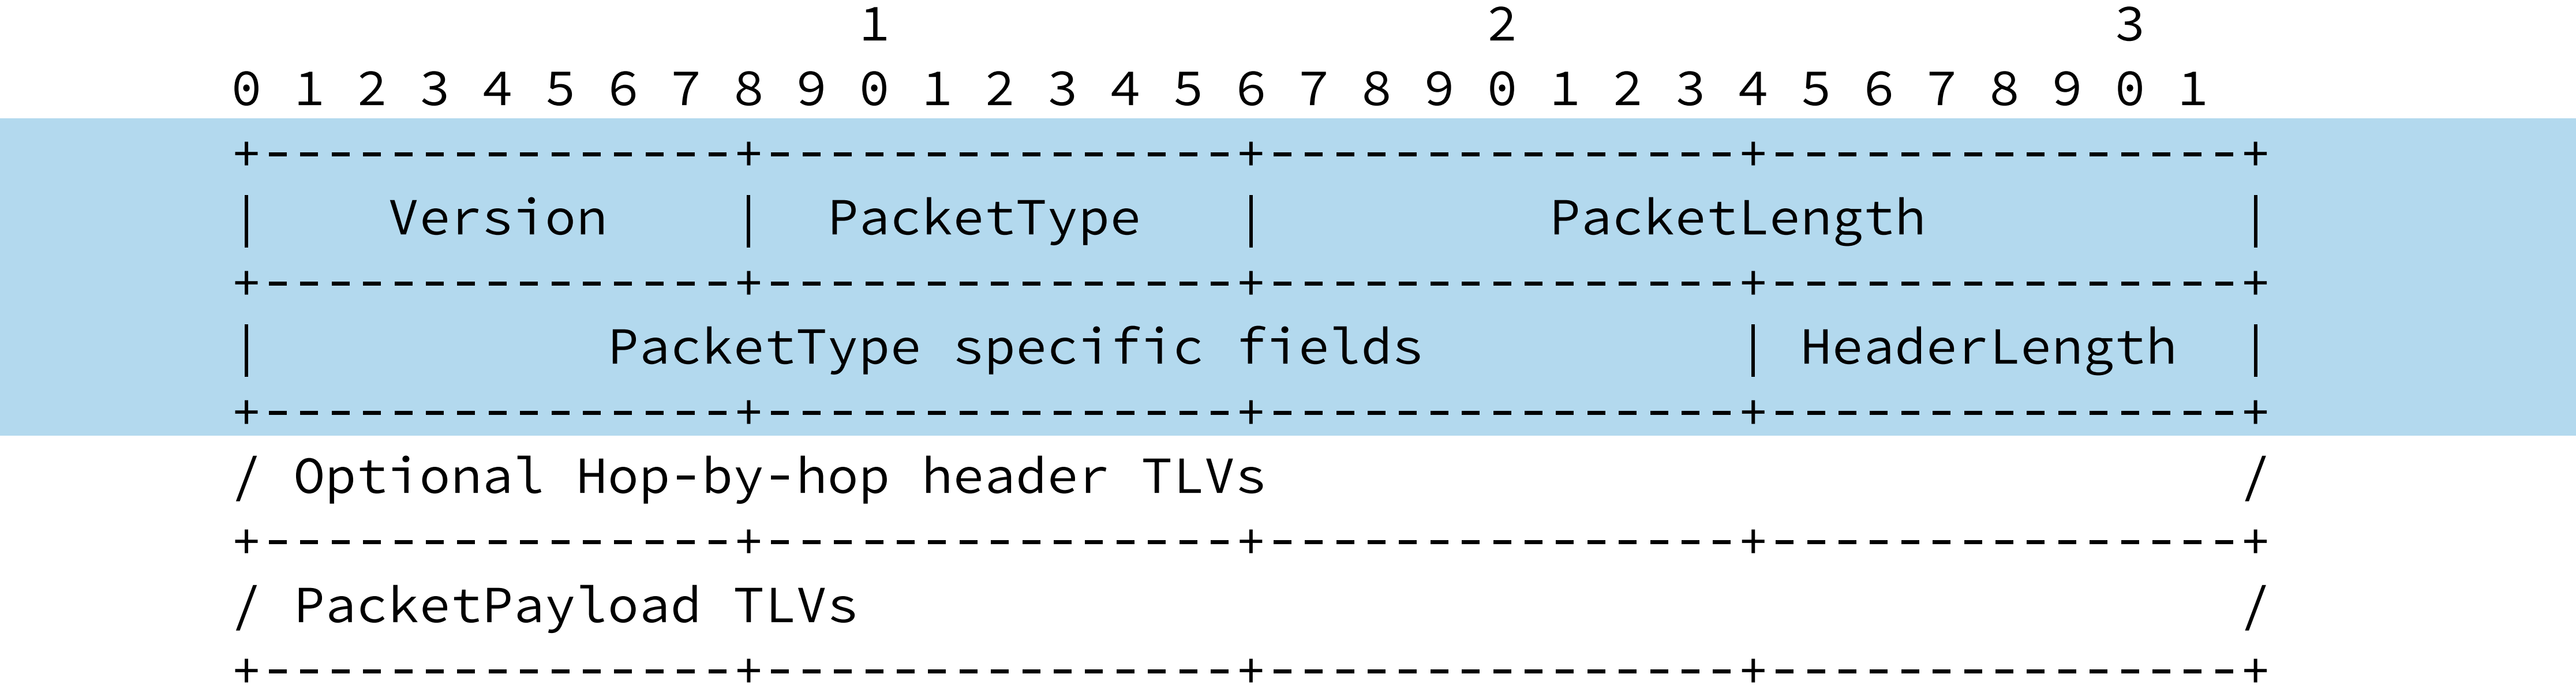 1                   2                   3
0 1 2 3 4 5 6 7 8 9 0 1 2 3 4 5 6 7 8 9 0 1 2 3 4 5 6 7 8 9 0 1
+---------------+---------------+---------------+---------------+
|    Version    |  PacketType   |         PacketLength          |
+---------------+---------------+---------------+---------------+
|           PacketType specific fields          | HeaderLength  |
+---------------+---------------+---------------+---------------+
/ Optional Hop-by-hop header TLVs                               /
+---------------+---------------+---------------+---------------+
/ PacketPayload TLVs                                            /
+---------------+---------------+---------------+---------------+